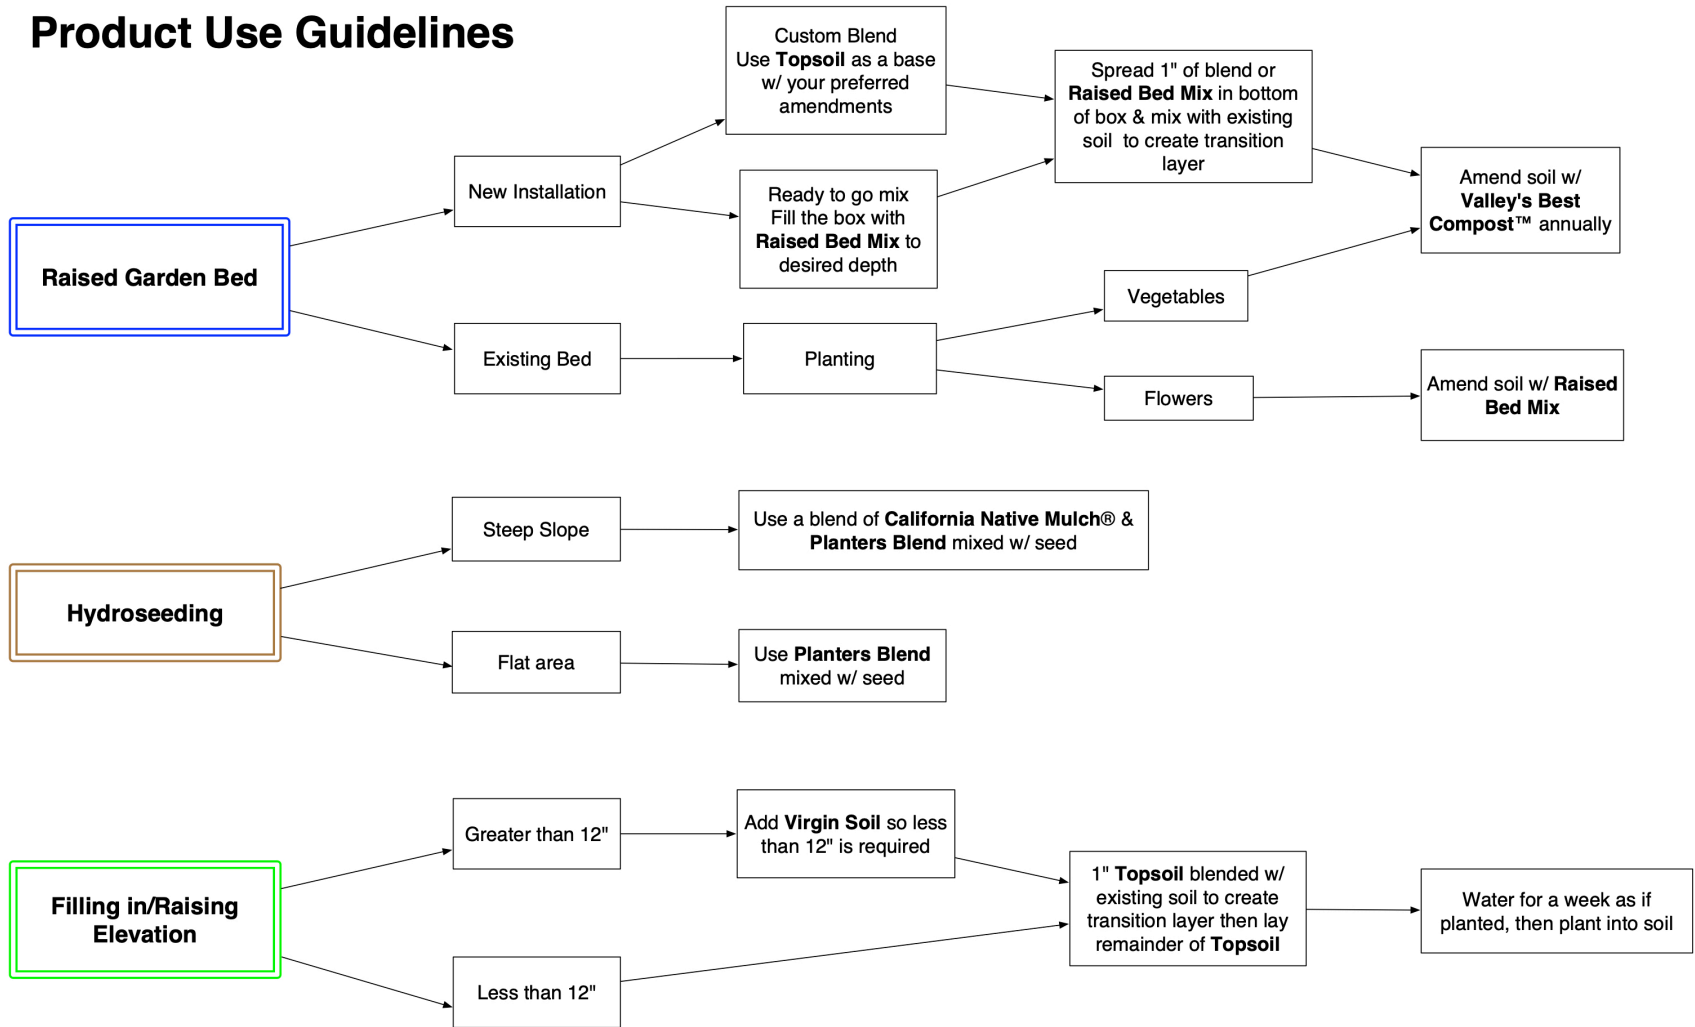 Product Use Guidelines
Custom Blend
Use Topsoil as a base
w/ your preferred
amendments
Spread 1" of blend or
Raised Bed Mix in bottom
of box & mix with existing
soil  to create transition
layer
New Installation
Ready to go mix
Fill the box with
Raised Bed Mix to
desired depth
Amend soil w/
Valley's Best
Compost™ annually
Raised Garden Bed
Vegetables
Existing Bed
Planting
Flowers
Amend soil w/ Raised
Bed Mix
Steep Slope
Use a blend of California Native Mulch® &
Planters Blend mixed w/ seed
Hydroseeding
Flat area
Use Planters Blend
mixed w/ seed
Greater than 12"
Add Virgin Soil so less
than 12" is required
Filling in/Raising
Elevation
1" Topsoil blended w/
existing soil to create
transition layer then lay
remainder of Topsoil
Water for a week as if
planted, then plant into soil
Less than 12"